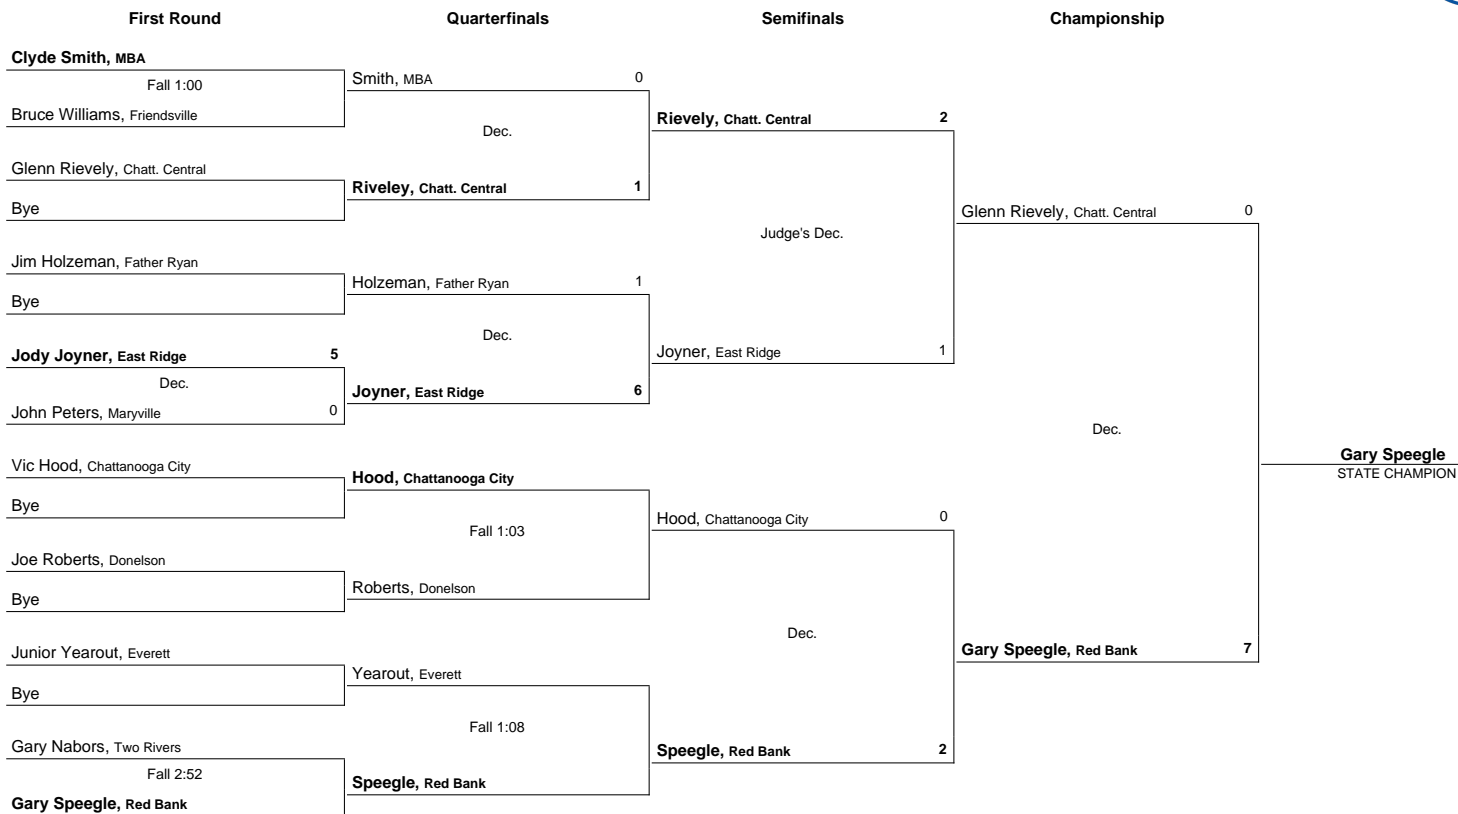 First Round
Quarterfinals
Semifinals
Championship
Clyde Smith, MBA
Fall 1:00
Bruce Williams, Friendsville
Glenn Rievely, Chatt. Central
Bye
Jim Holzeman, Father Ryan
Bye
Jody Joyner, East Ridge 5
Dec.
John Peters, Maryville 0
Vic Hood, Chattanooga City
Bye
Joe Roberts, Donelson
Bye
Junior Yearout, Everett
Bye
Gary Nabors, Two Rivers
Fall 2:52
Gary Speegle, Red Bank
Smith, MBA 0
Dec.
Riveley, Chatt. Central 1
Holzeman, Father Ryan 1
Dec.
Joyner, East Ridge 6
Hood, Chattanooga City
Fall 1:03
Roberts, Donelson
Yearout, Everett
Fall 1:08
Speegle, Red Bank
Rievely, Chatt. Central 2
Judge's Dec.
Joyner, East Ridge 1
Hood, Chattanooga City 0
Dec.
Speegle, Red Bank 2
Glenn Rievely, Chatt. Central 0
Dec.
Gary Speegle, Red Bank 7
Gary Speegle
STATE CHAMPION